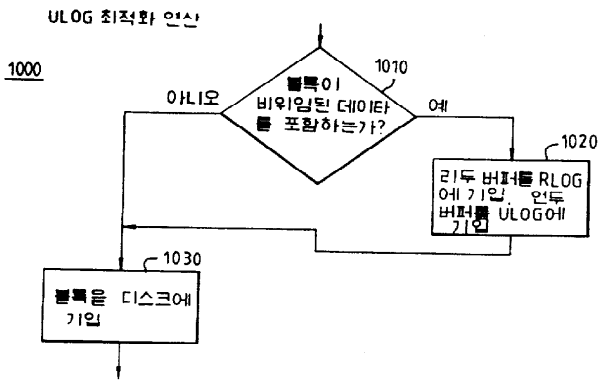 ULOG 최적화 연산
1000
1010
블록이
비위임된 데이타
를 포함하는가?
아니오
예
1020
리두 버퍼를 RLOG
에 기입, 언두
버퍼를 ULOG에
기입
1030
블록을 디스크에
기입